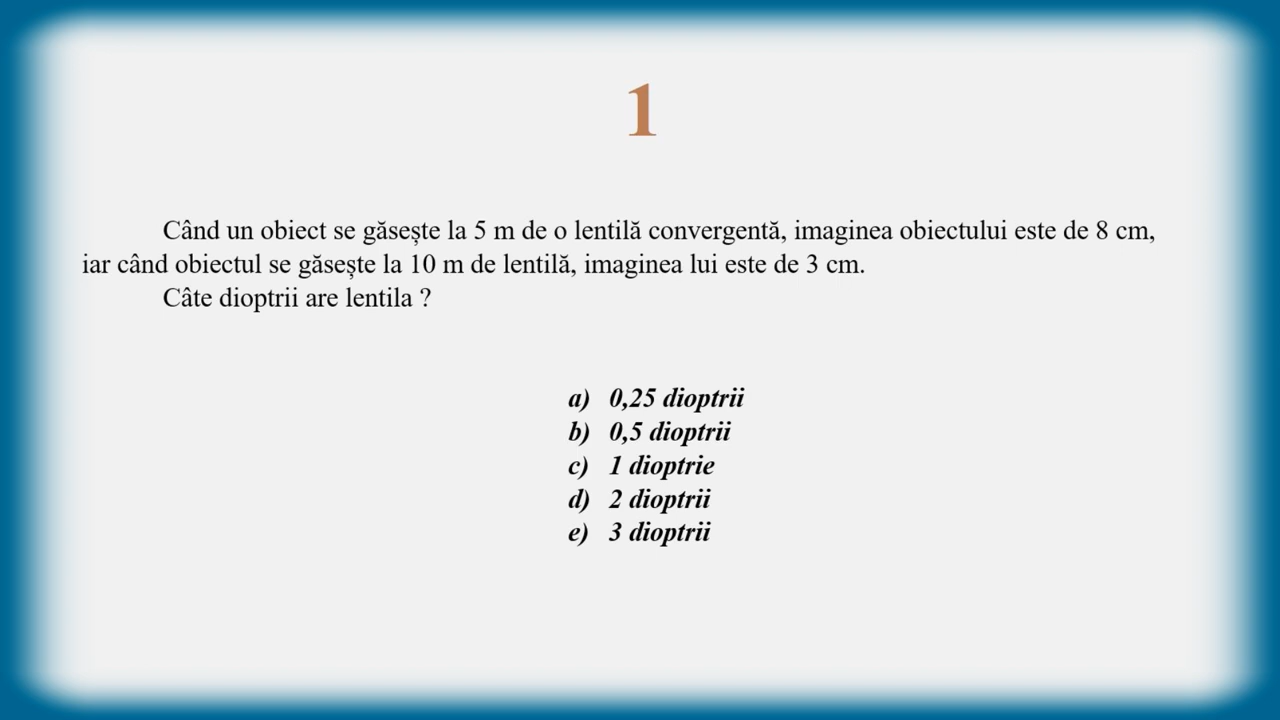 1
Când un obiect se găsește la 5 m de o lentilă convergentă, imaginea obiectului este de 8 cm,
iar când obiectul se găsește la 10 m de lentilă, imaginea lui este de 3 cm.
Câte dioptrii are lentila ?
a) 0,25 dioptrii
b) 0,5 dioptrii
c) 1 dioptrie
d) 2 dioptrii
e) 3 dioptrii